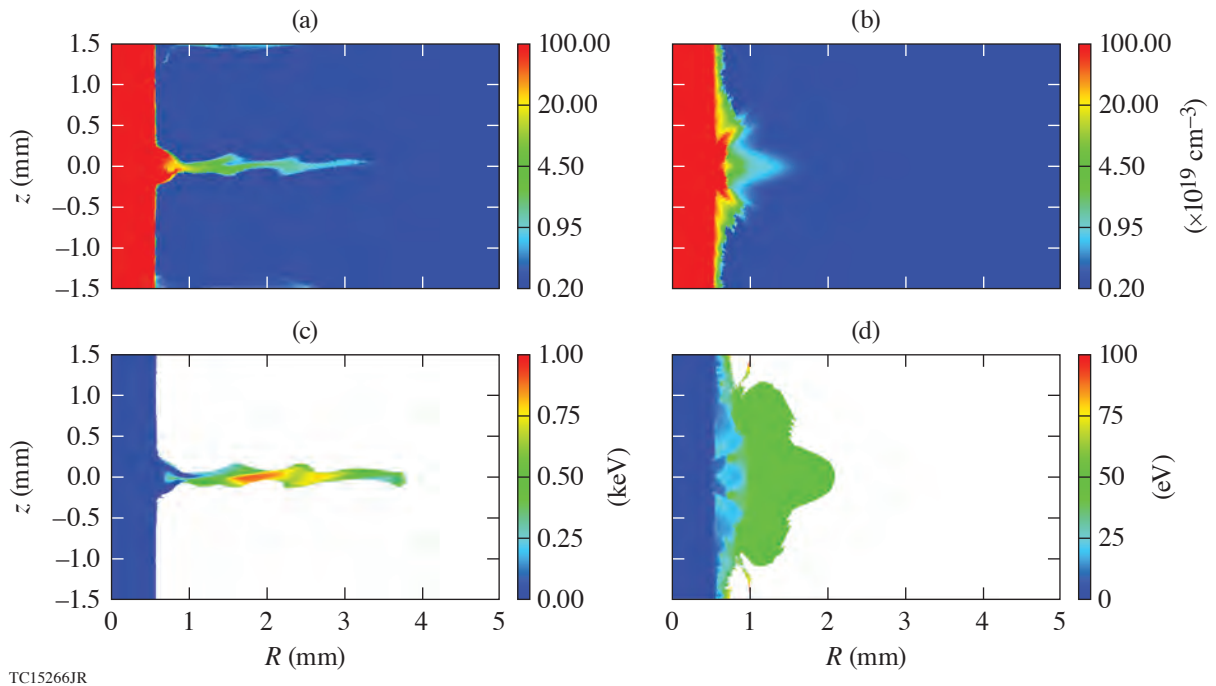 (a)
(b)
z (mm)
1.5
1.0
0.5
0.0
–0.5
–1.0
–1.5
100.00
20.00
4.50
0.95
0.20
100.00
20.00
4.50
0.95
0.20
(×10^19 cm–3)
(c)
(d)
z (mm)
1.5
1.0
0.5
0.0
–0.5
–1.0
–1.5
1.00
0.75
0.50
0.25
0.00
(keV)
100
75
50
25
0
(eV)
0 1 2 3 4 5
0 1 2 3 4 5
R (mm)
R (mm)
TC15266JR